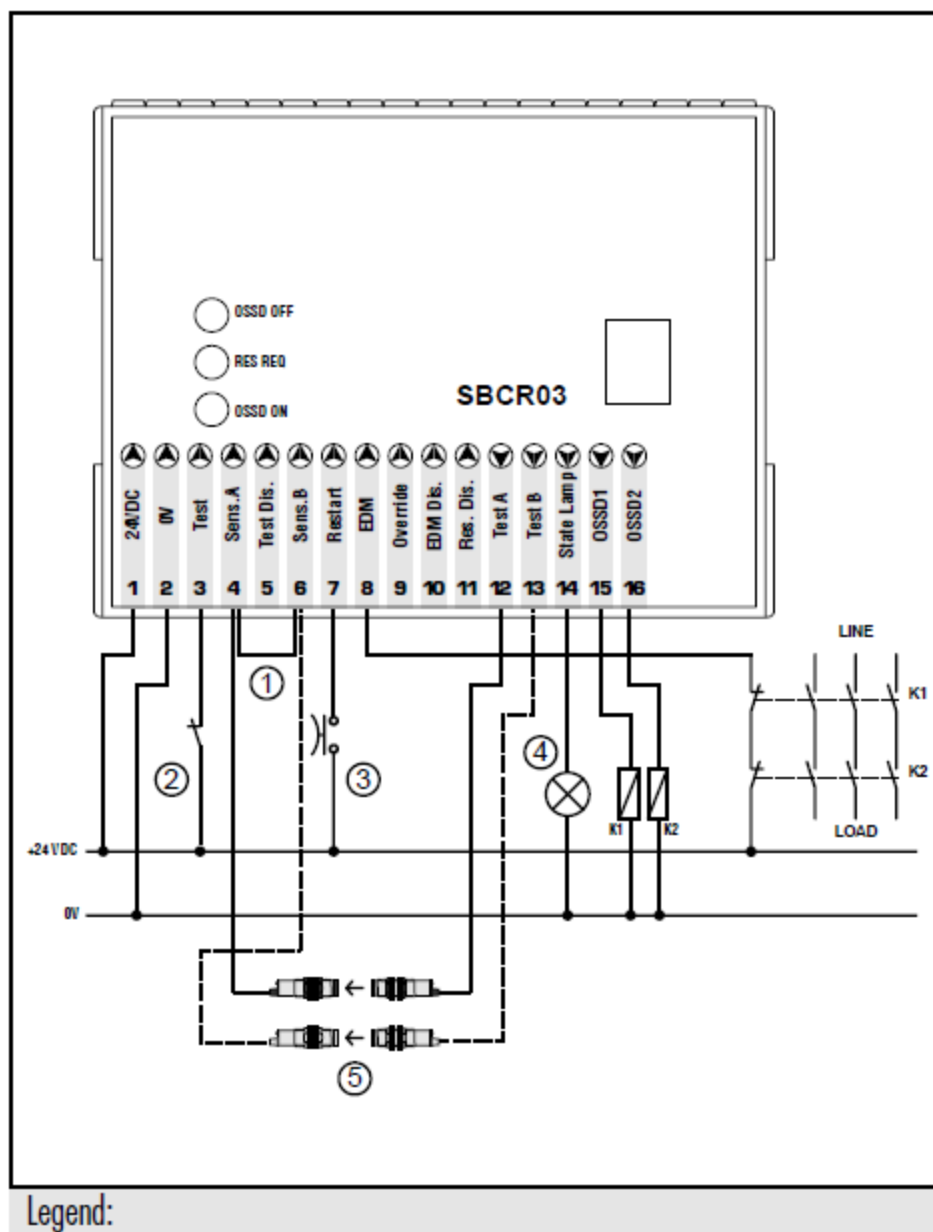 OSSD OFF
RES REQ
OSSD ON
SBCR03
24VDC
0V
Test
Sens.A
Test Dis.
Sens.B
Restart
EDM
Override
EDM Dis.
Res. Dis.
Test A
Test B
State Lamp
OSSD1
OSSD2
1 2 3 4 5 6 7 8 9 10 11 12 13 14 15 16
LINE
1
K1
2
3
4
K2
K1 K2
LOAD
+24 VDC
0V
5
Legend: